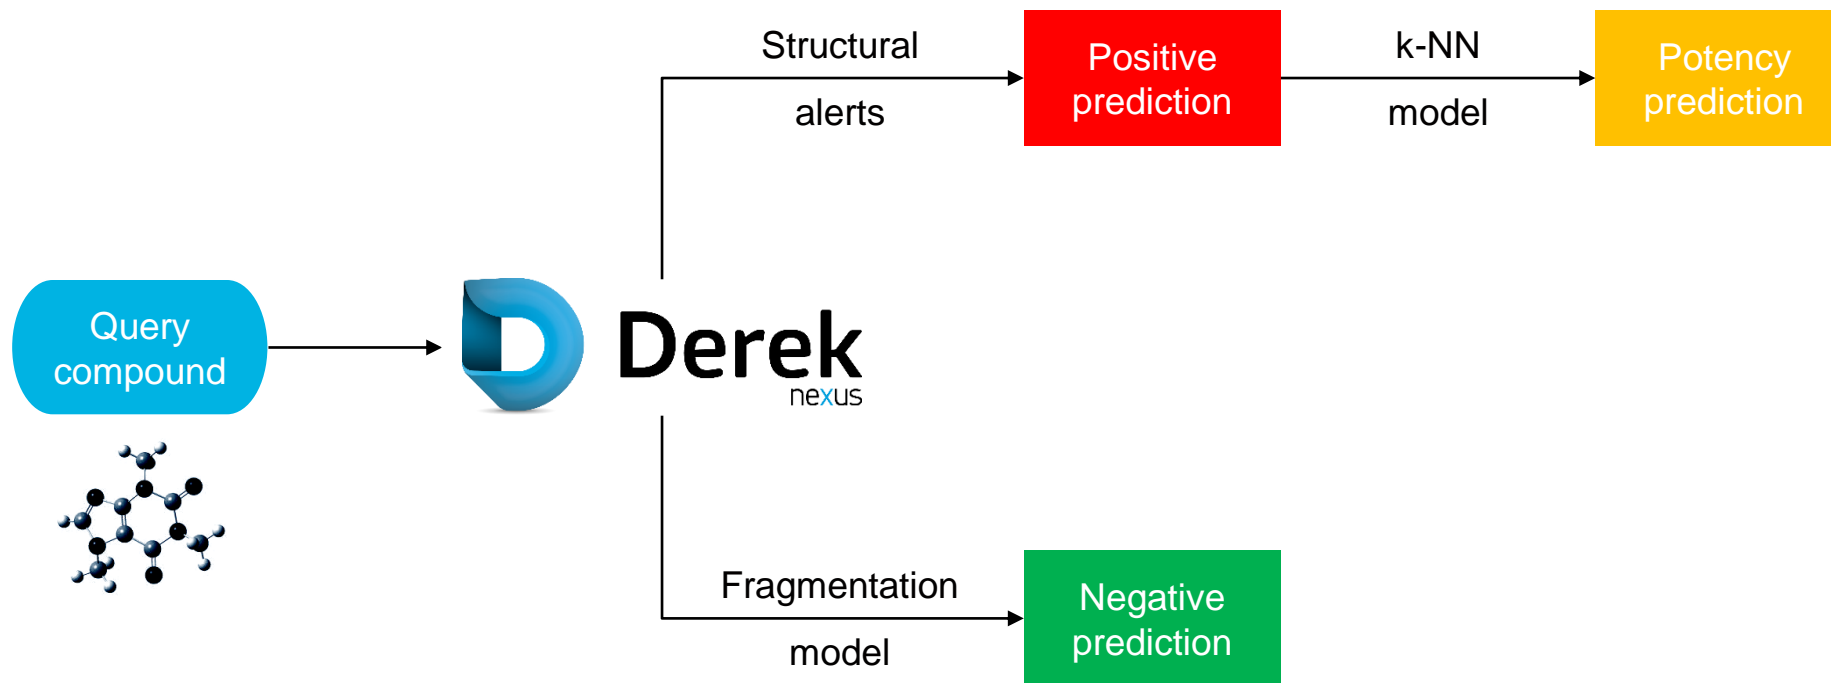 Structural
alerts
Positive
prediction
k-NN
model
Potency
prediction
Query
compound
Derek
nexus
Fragmentation
model
Negative
prediction